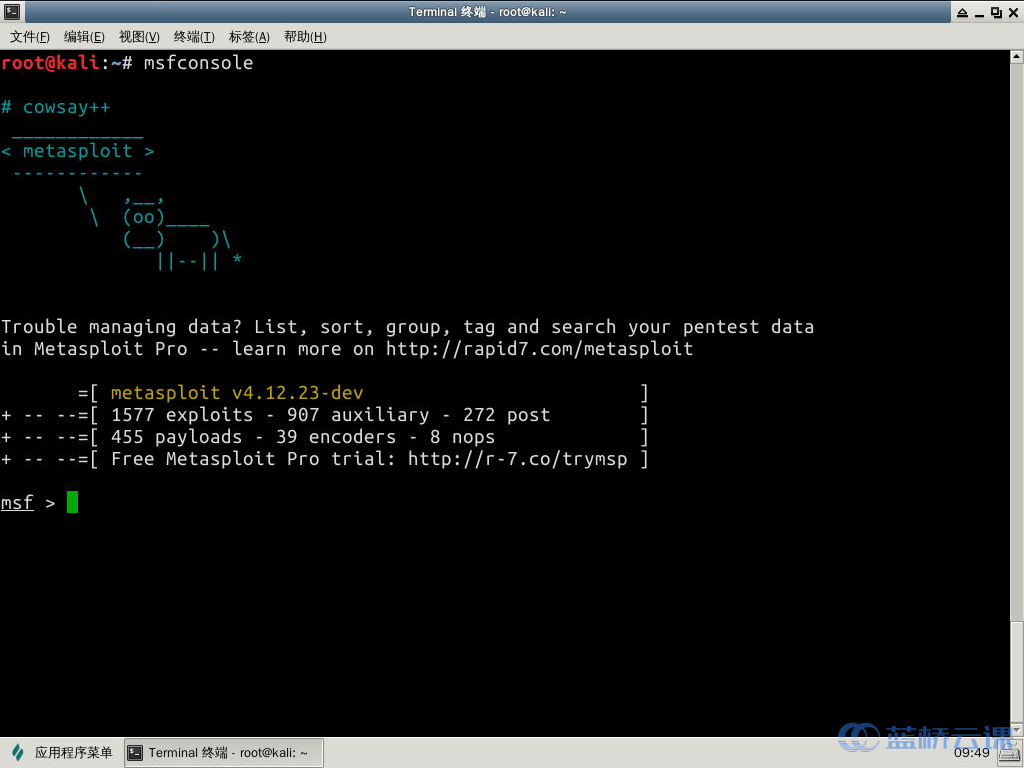 Terminal 终端 - root@kali: ~
文件(F) 编辑(E) 视图(V) 终端(T) 标签(A) 帮助(H)
root@kali:~# msfconsole
# cowsay++
 ____________
< metasploit >
 ------------
       \   ,__,
        \  (oo)____
           (__)    )\
              ||--|| *
Trouble managing data? List, sort, group, tag and search your pentest data
in Metasploit Pro -- learn more on http://rapid7.com/metasploit
       =[ metasploit v4.12.23-dev                         ]
+ -- --=[ 1577 exploits - 907 auxiliary - 272 post        ]
+ -- --=[ 455 payloads - 39 encoders - 8 nops             ]
+ -- --=[ Free Metasploit Pro trial: http://r-7.co/trymsp ]
msf >
蓝桥云课
应用程序菜单 Terminal 终端 - root@kali: ~ 09:49